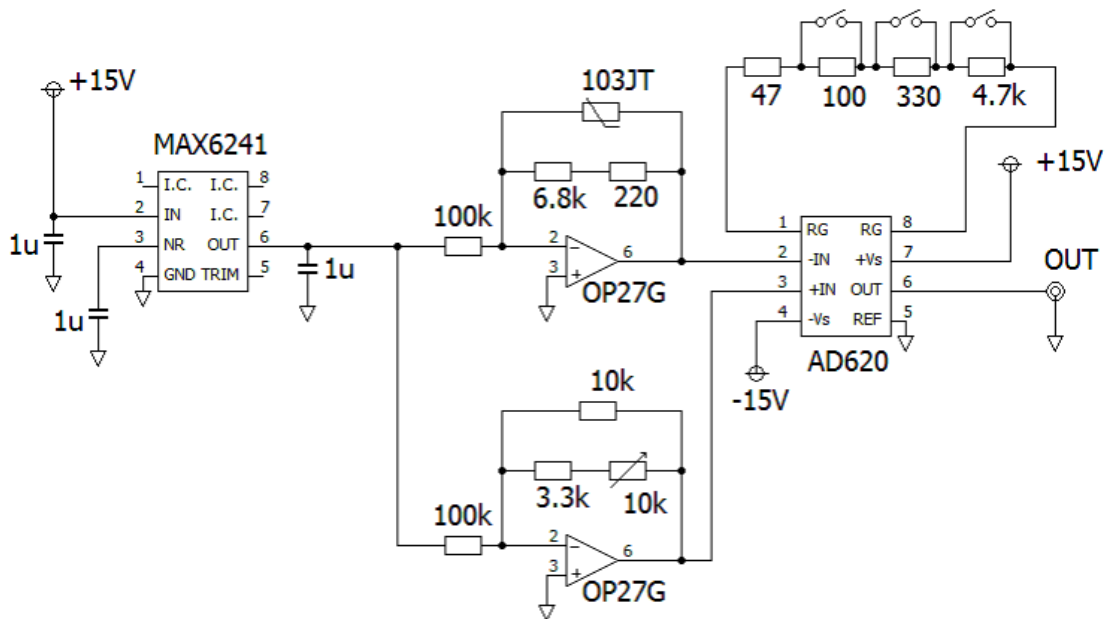 +15V
MAX6241
1 I.C. I.C. 8
2 IN I.C. 7
3 NR OUT 6
4 GND TRIM 5
1u
1u
1u
103JT
6.8k 220
100k
2 −
3 +
6
OP27G
10k
3.3k 10k
100k
2 −
3 +
6
OP27G
47 100 330 4.7k
+15V
1 RG RG 8
2 -IN +Vs 7
3 +IN OUT 6
4 -Vs REF 5
AD620
-15V
OUT